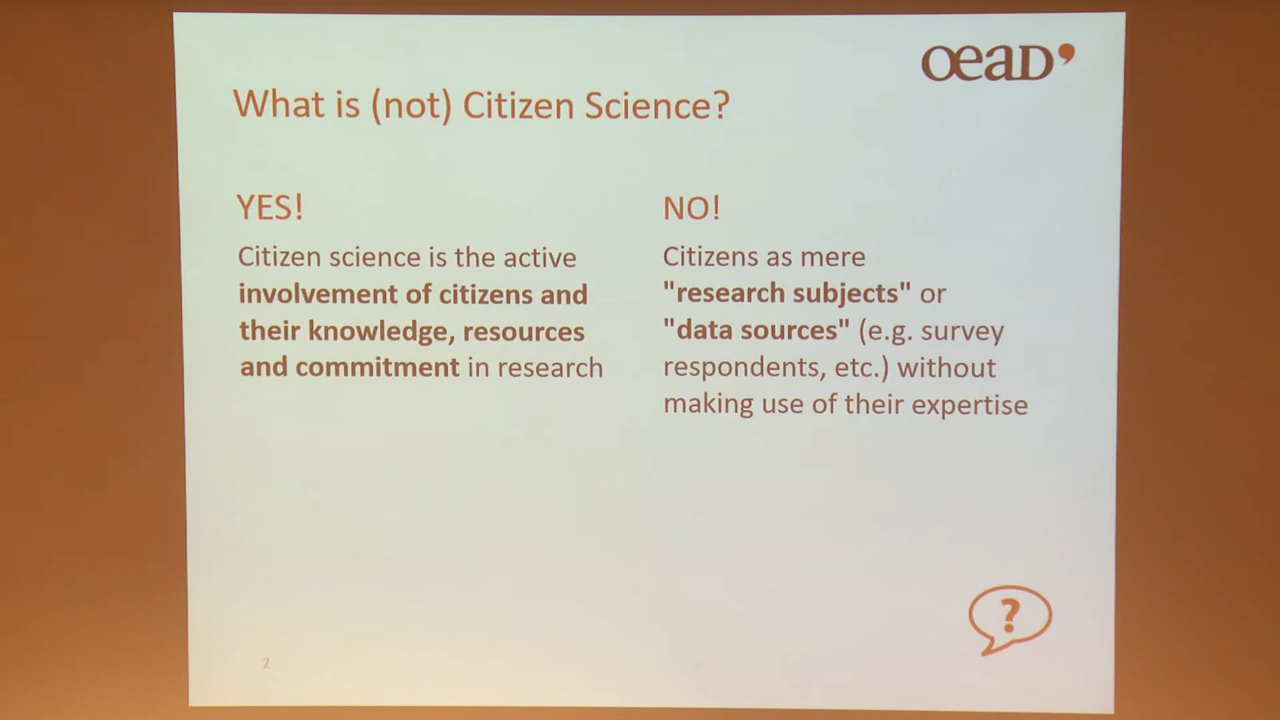 OeAD'
What is (not) Citizen Science?
YES!
Citizen science is the active
involvement of citizens and
their knowledge, resources
and commitment in research
NO!
Citizens as mere
"research subjects" or
"data sources" (e.g. survey
respondents, etc.) without
making use of their expertise
?
2